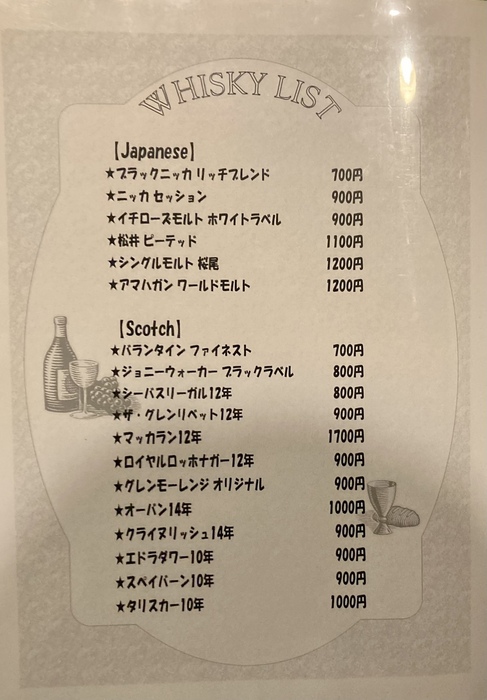 WHISKY LIST
【Japanese】
★ブラックニッカ リッチブレンド 700円
★ニッカ セッション 900円
★イチローズモルト ホワイトラベル 900円
★松井 ピーテッド 1100円
★シングルモルト 桜尾 1200円
★アマハガン ワールドモルト 1200円
【Scotch】
★バランタイン ファイネスト 700円
★ジョニーウォーカー ブラックラベル 800円
★シーバスリーガル12年 800円
★ザ・グレンリベット12年 900円
★マッカラン12年 1700円
★ロイヤルロッホナガー12年 900円
★グレンモーレンジ オリジナル 900円
★オーバン14年 1000円
★クライヌリッシュ14年 900円
★エドラダワー10年 900円
★スペイバーン10年 900円
★タリスカー10年 1000円